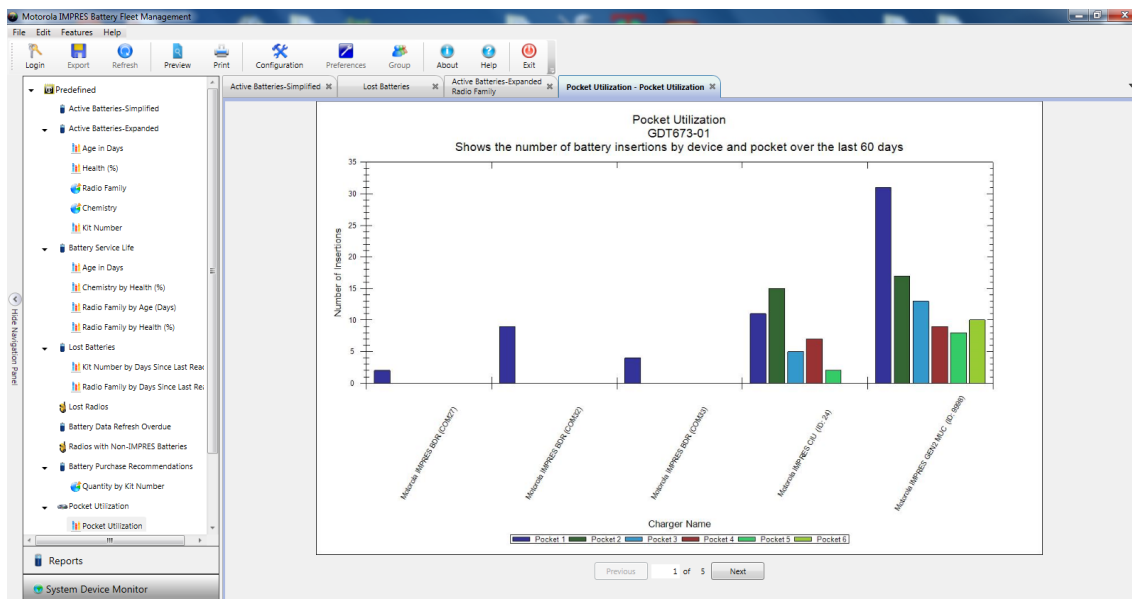 Motorola IMPRES Battery Fleet Management
File Edit Features Help
Login Export Refresh Preview Print Configuration Preferences Group About Help Exit
Active Batteries-Simplified
Lost Batteries
Active Batteries-Expanded
Radio Family
Pocket Utilization - Pocket Utilization
Hide Navigation Panel
Predefined
Active Batteries-Simplified
Active Batteries-Expanded
Age in Days
Health (%)
Radio Family
Chemistry
Kit Number
Battery Service Life
Age in Days
Chemistry by Health (%)
Radio Family by Age (Days)
Radio Family by Health (%)
Lost Batteries
Kit Number by Days Since Last Read
Radio Family by Days Since Last Re
Lost Radios
Battery Data Refresh Overdue
Radios with Non-IMPRES Batteries
Battery Purchase Recommendations
Quantity by Kit Number
Pocket Utilization
Pocket Utilization
Reports
System Device Monitor
Pocket Utilization
GDT673-01
Shows the number of battery insertions by device and pocket over the last 60 days
Number of Insertions
35
30
25
20
15
10
5
0
Motorola IMPRES BDR (COM27)
Motorola IMPRES BDR (COM32)
Motorola IMPRES BDR (COM33)
Motorola IMPRES CIU (ID: 24)
Motorola IMPRES GEN2 MUC (ID: 9998)
Charger Name
Pocket 1 Pocket 2 Pocket 3 Pocket 4 Pocket 5 Pocket 6
Previous 1 of 5 Next